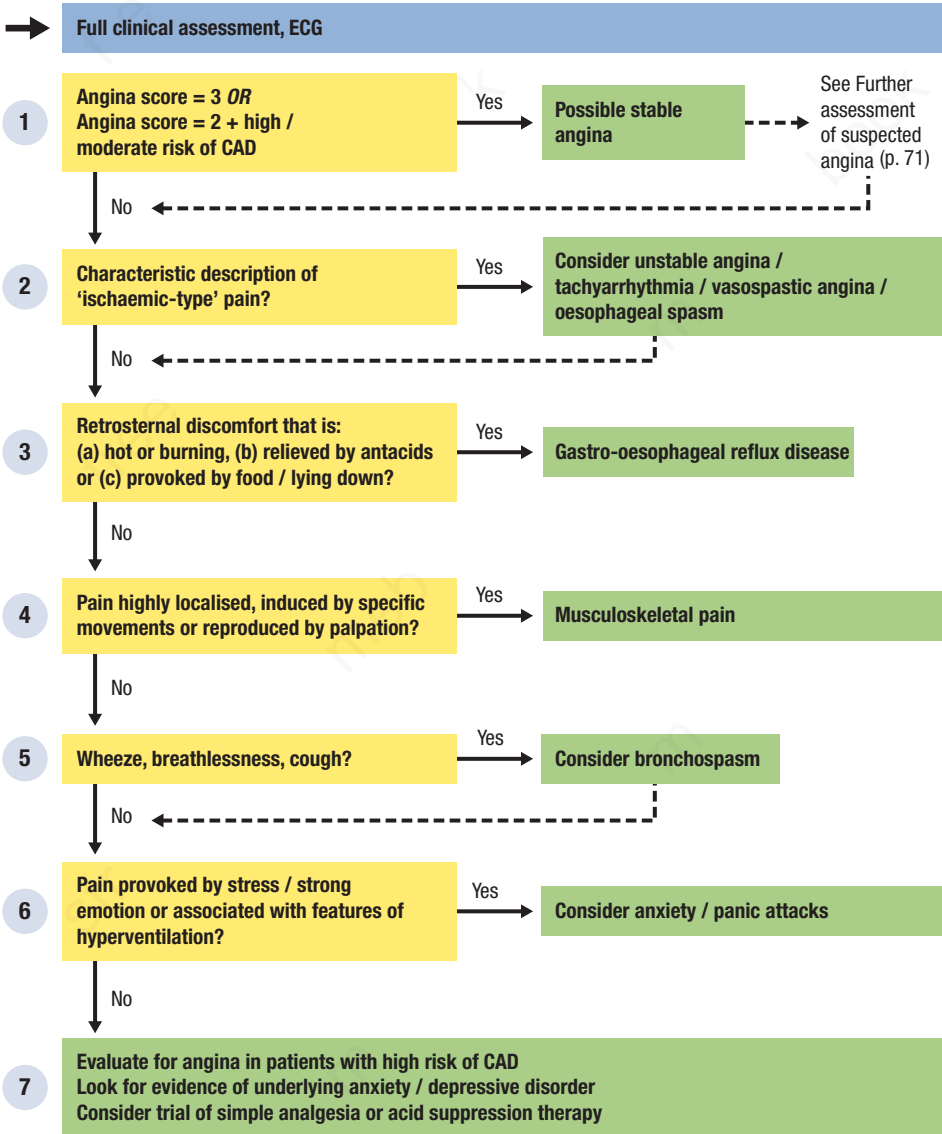 Full clinical assessment, ECG
1
Angina score = 3 OR
Angina score = 2 + high /
moderate risk of CAD
Yes
Possible stable
angina
See Further
assessment
of suspected
angina (p. 71)
No
2
Characteristic description of
‘ischaemic-type’ pain?
Yes
Consider unstable angina /
tachyarrhythmia / vasospastic angina /
oesophageal spasm
No
3
Retrosternal discomfort that is:
(a) hot or burning, (b) relieved by antacids
or (c) provoked by food / lying down?
Yes
Gastro-oesophageal reflux disease
No
4
Pain highly localised, induced by specific
movements or reproduced by palpation?
Yes
Musculoskeletal pain
No
5
Wheeze, breathlessness, cough?
Yes
Consider bronchospasm
No
6
Pain provoked by stress / strong
emotion or associated with features of
hyperventilation?
Yes
Consider anxiety / panic attacks
No
7
Evaluate for angina in patients with high risk of CAD
Look for evidence of underlying anxiety / depressive disorder
Consider trial of simple analgesia or acid suppression therapy